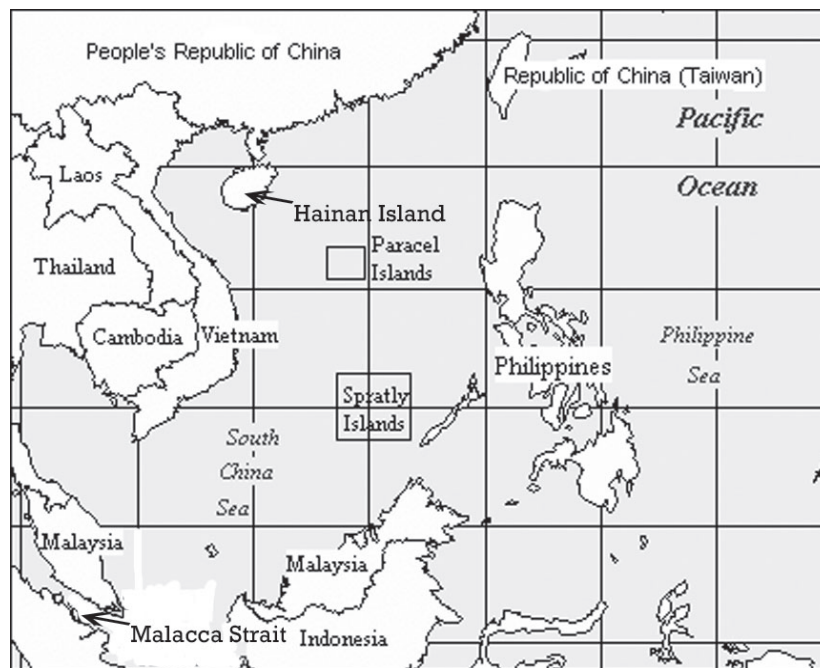 People's Republic of China
Republic of China (Taiwan)
Pacific
Ocean
Laos
Hainan Island
Paracel
Islands
Thailand
Cambodia
Vietnam
Philippine
Sea
Philippines
Spratly
Islands
South
China
Sea
Malaysia
Malaysia
Malacca Strait
Indonesia